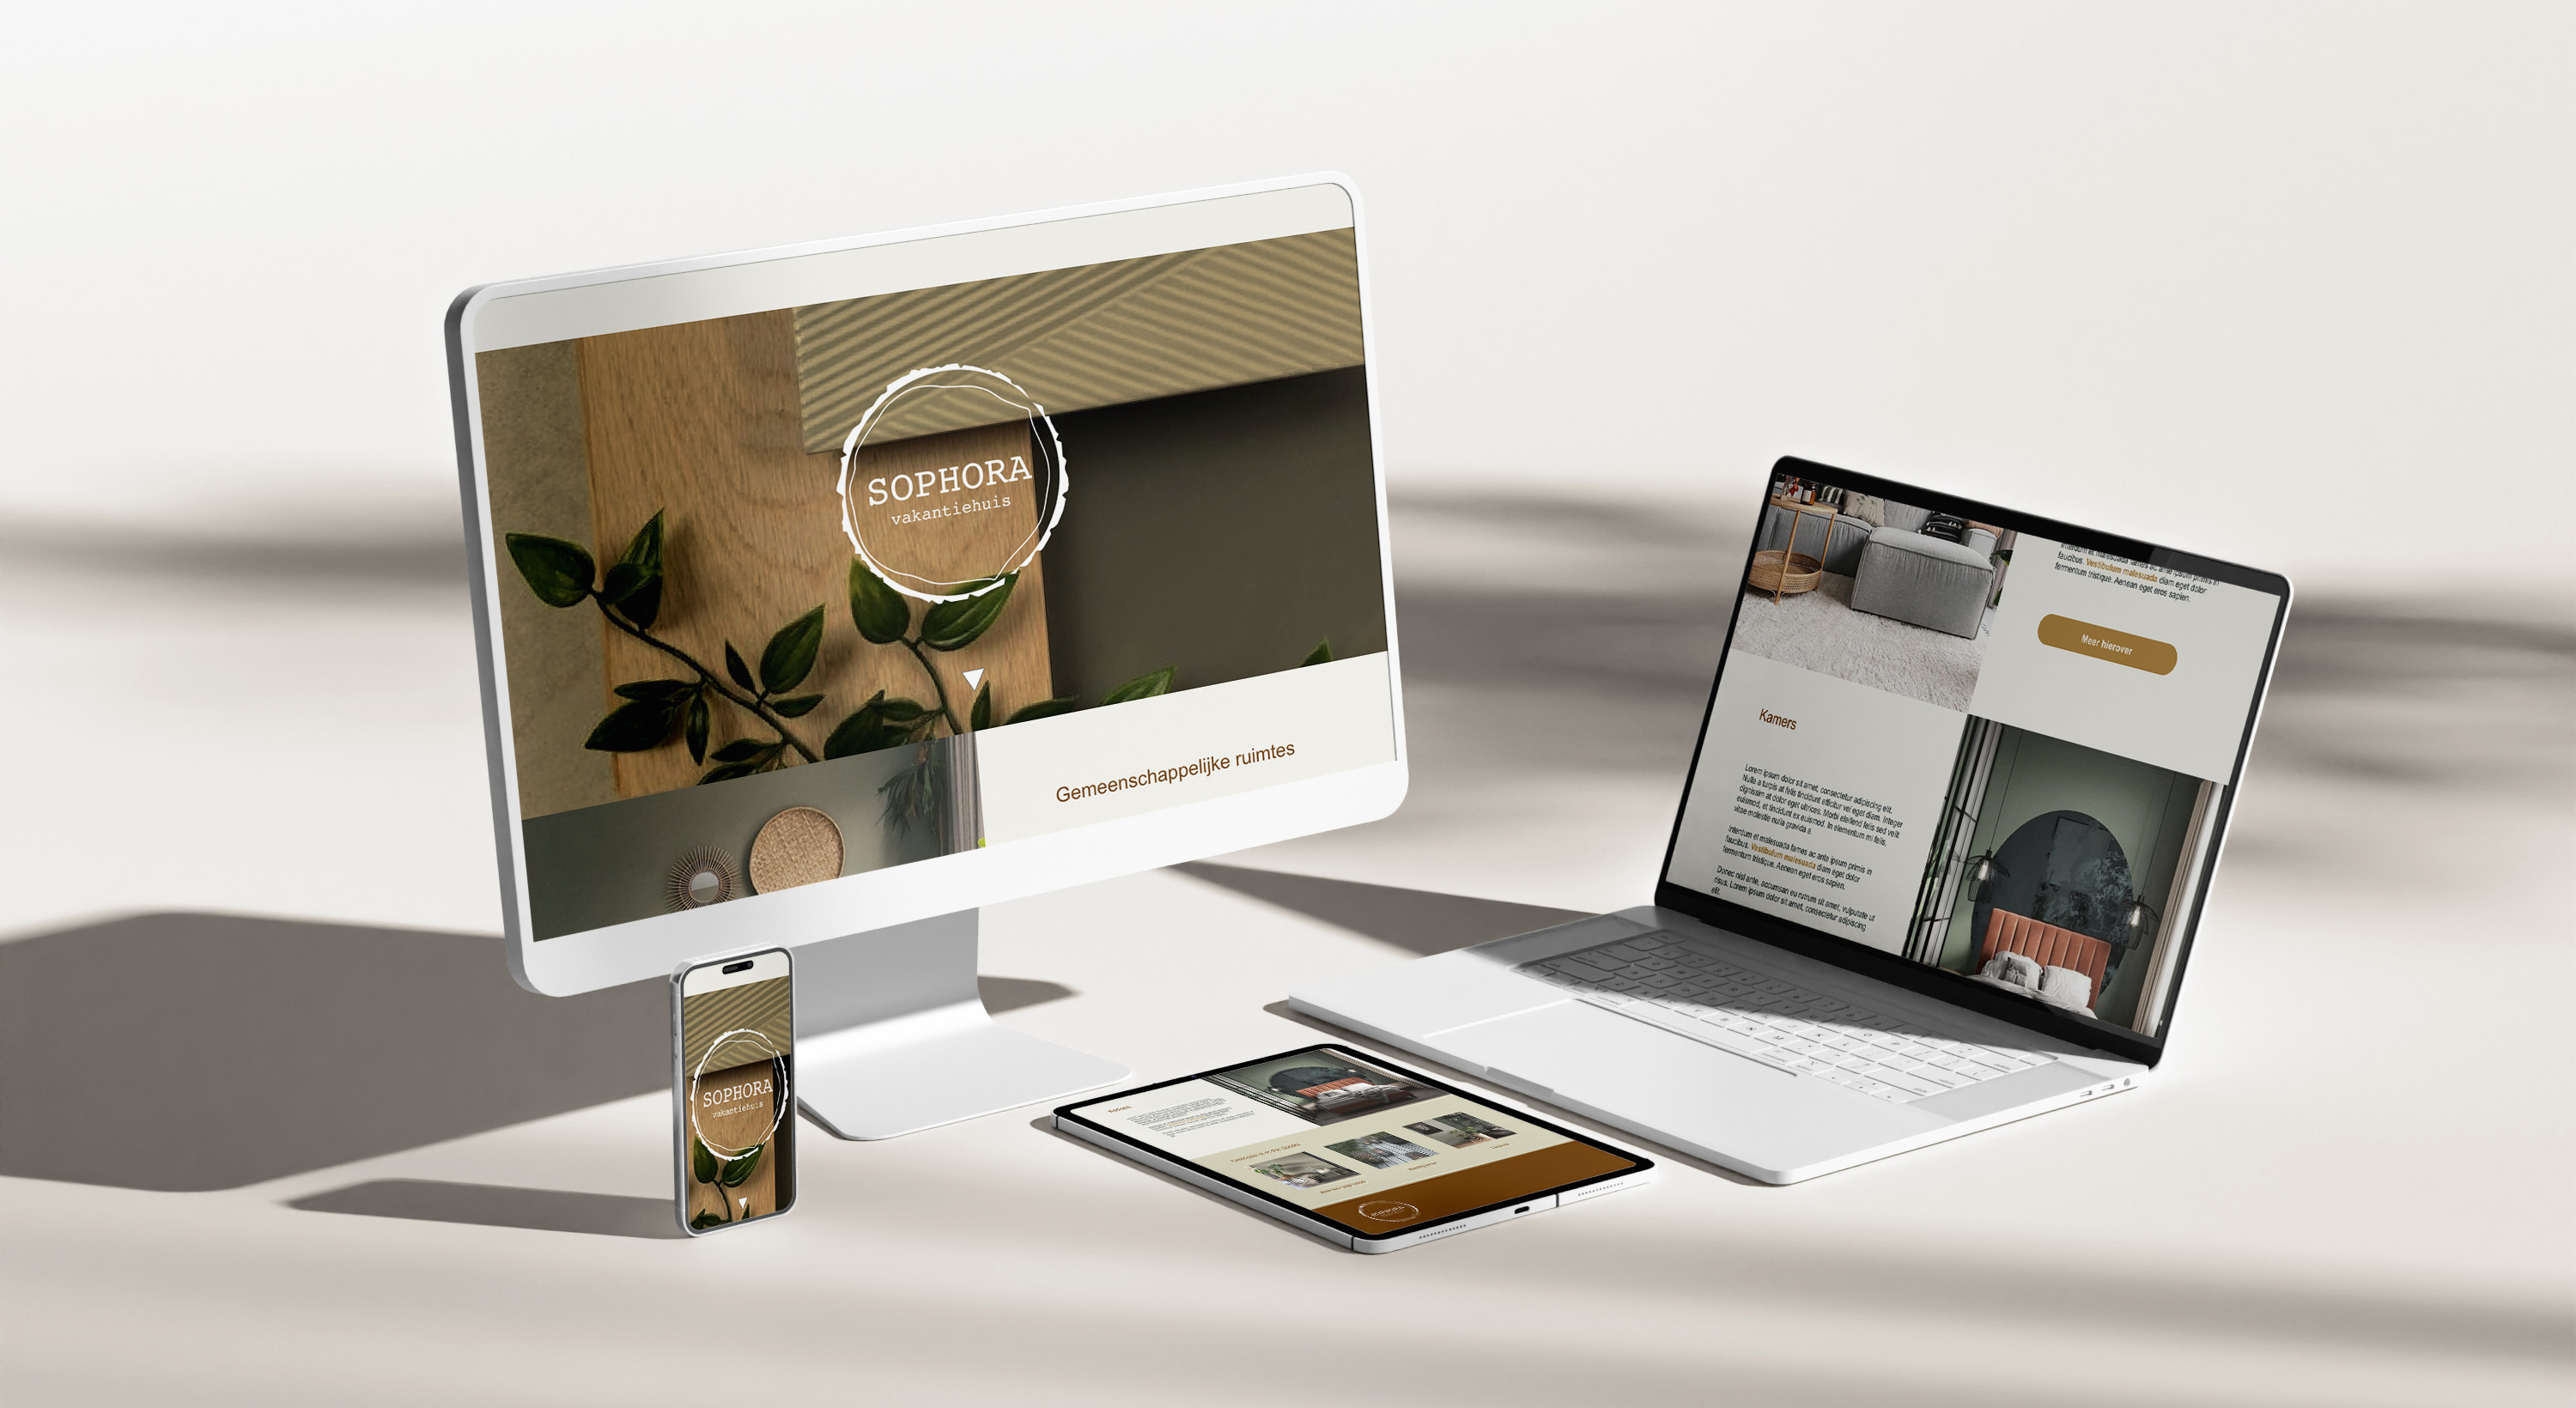 SOPHORA
vakantiehuis
Gemeenschappelijke ruimtes
faucibus. Vestibulum malesuada diam eget dolor
fermentum tristique. Aenean eget eros sapien.
Meer hierover
Kamers
Lorem ipsum dolor sit amet, consectetur adipiscing elit.
Nulla a turpis at felis tincidunt efficitur vel eget diam. Integer
dignissim at dolor eget ultrices. Morbi eleifend felis sed velit
euismod, et tincidunt ex euismod. In elementum mi felis,
vitae molestie nulla gravida a.
Interdum et malesuada fames ac ante ipsum primis in
faucibus. Vestibulum malesuada diam eget dolor
fermentum tristique. Aenean eget eros sapien.
Donec nisl ante, accumsan eu rutrum sit amet, vulputate ut
risus. Lorem ipsum dolor sit amet, consectetur adipiscing
elit.
SOPHORA
vakantiehuis
Kamers